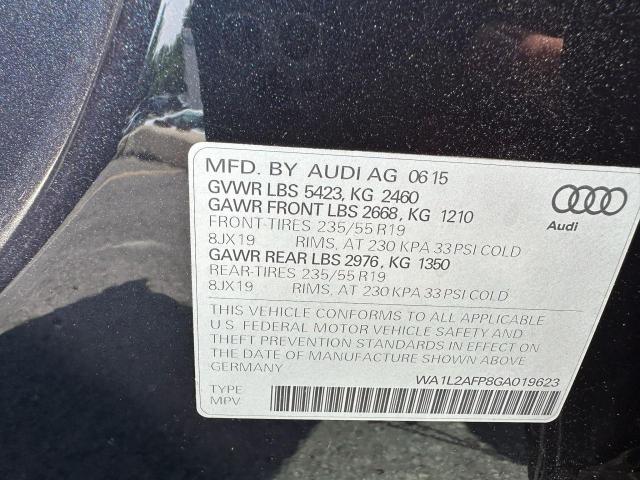 MFD. BY AUDI AG 06 15
GVWR LBS 5423, KG 2460
GAWR FRONT LBS 2668, KG 1210
FRONT-TIRES 235/55 R19
8JX19 RIMS, AT 230 KPA 33 PSI COLD
GAWR REAR LBS 2976, KG 1350
REAR-TIRES 235/55 R19
8JX19 RIMS, AT 230 KPA 33 PSI COLD
Audi
THIS VEHICLE CONFORMS TO ALL APPLICABLE
U.S. FEDERAL MOTOR VEHICLE SAFETY AND
THEFT PREVENTION STANDARDS IN EFFECT ON
THE DATE OF MANUFACTURE SHOWN ABOVE
GERMANY
WA1L2AFP8GA019623
TYPE
MPV